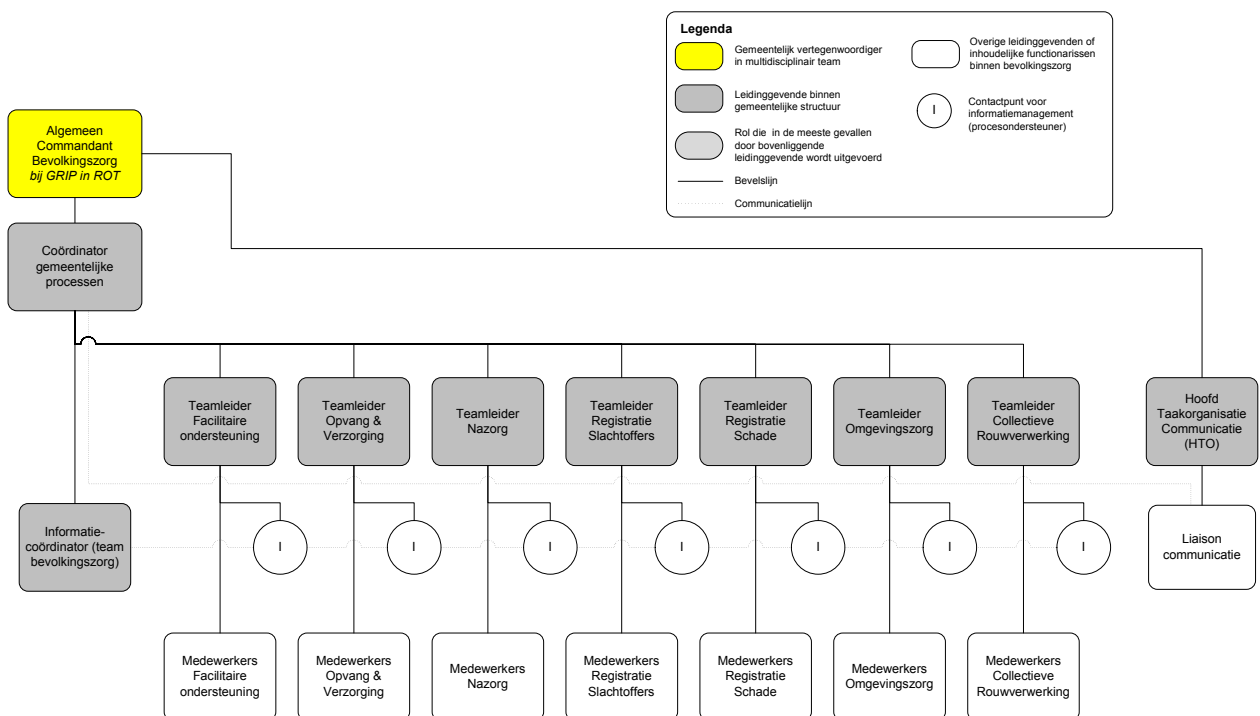 Legenda
Gemeentelijk vertegenwoordiger
in multidisciplinair team
Leidinggevende binnen
gemeentelijke structuur
Rol die in de meeste gevallen
door bovenliggende
leidinggevende wordt uitgevoerd
Bevelslijn
Communicatielijn
Overige leidinggevenden of
inhoudelijke functionarissen
binnen bevolkingszorg
I
Contactpunt voor
informatiemanagement
(procesondersteuner)
Algemeen
Commandant
Bevolkingszorg
bij GRIP in ROT
Coördinator
gemeentelijke
processen
Teamleider
Facilitaire
ondersteuning
Teamleider
Opvang &
Verzorging
Teamleider
Nazorg
Teamleider
Registratie
Slachtoffers
Teamleider
Registratie
Schade
Teamleider
Omgevingszorg
Teamleider
Collectieve
Rouwverwerking
Hoofd
Taakorganisatie
Communicatie
(HTO)
Informatie-
coördinator (team
bevolkingszorg)
I
I
I
I
I
I
I
Liaison
communicatie
Medewerkers
Facilitaire
ondersteuning
Medewerkers
Opvang &
Verzorging
Medewerkers
Nazorg
Medewerkers
Registratie
Slachtoffers
Medewerkers
Registratie
Schade
Medewerkers
Omgevingszorg
Medewerkers
Collectieve
Rouwverwerking